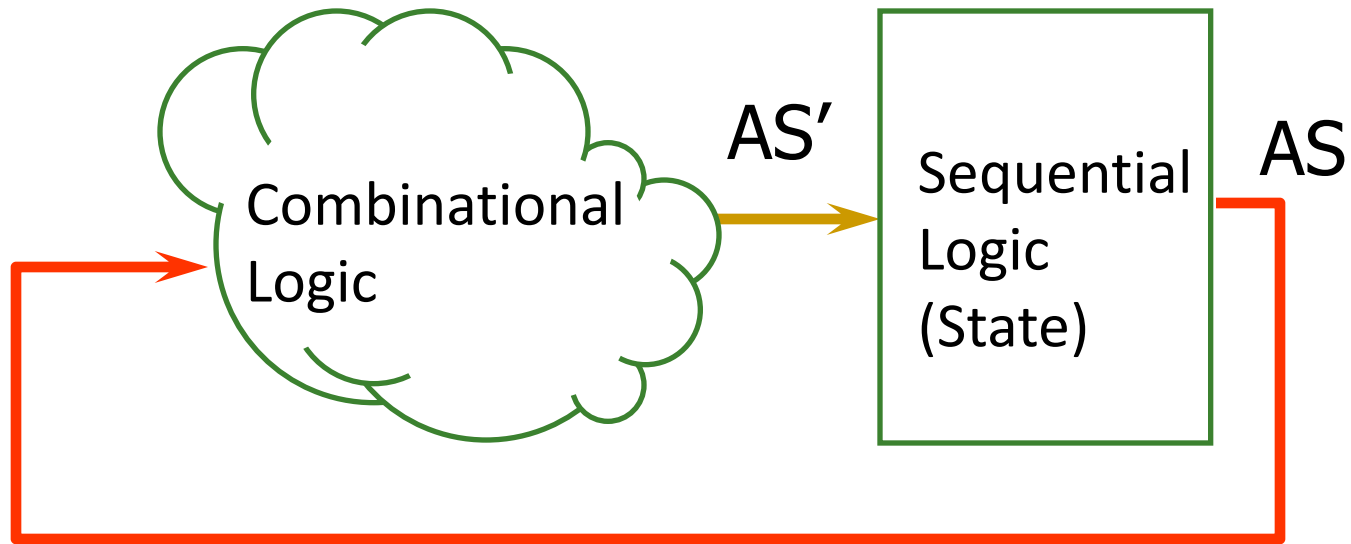 Combinational
Logic
AS′
Sequential
Logic
(State)
AS